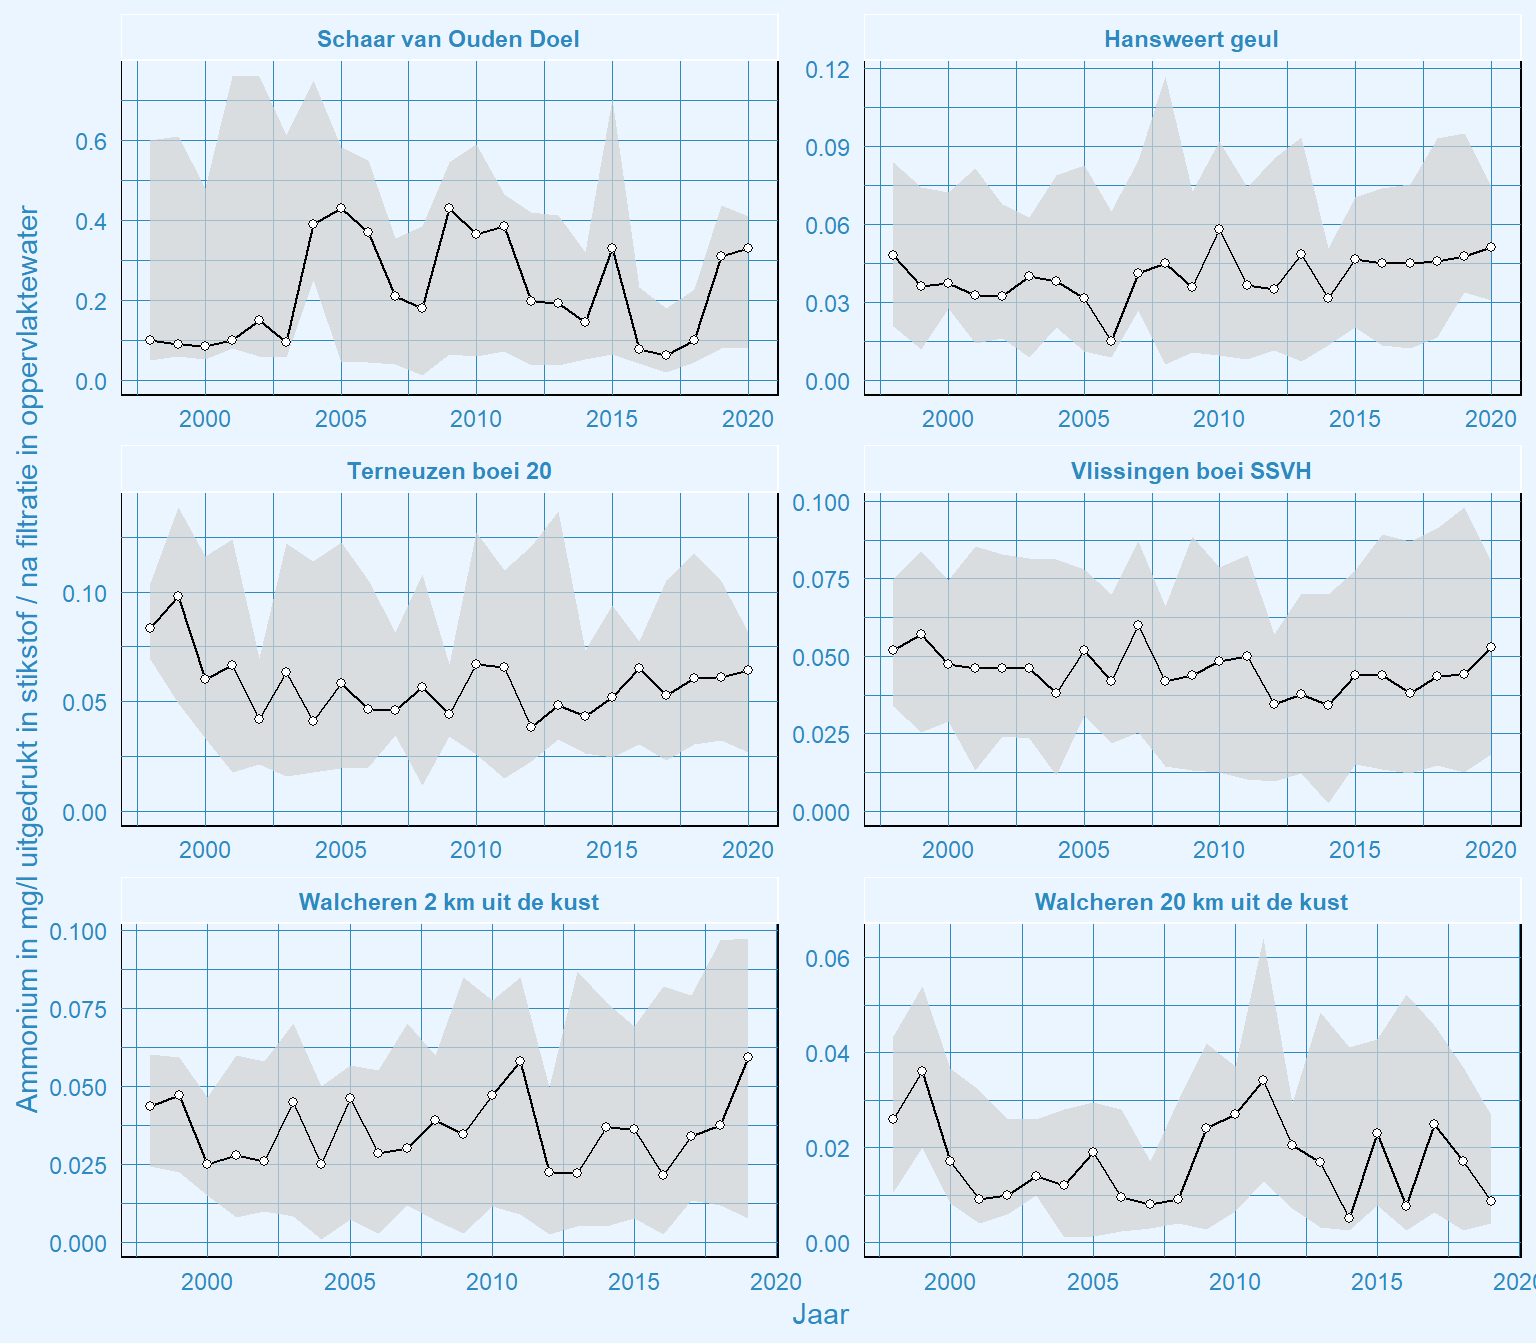 Ammonium in mg/l uitgedrukt in stikstof / na filtratie in oppervlaktewater
Schaar van Ouden Doel
0.6
0.4
0.2
0.0
2000 2005 2010 2015 2020
Hansweert geul
0.12
0.09
0.06
0.03
0.00
2000 2005 2010 2015 2020
Terneuzen boei 20
0.10
0.05
0.00
2000 2005 2010 2015 2020
Vlissingen boei SSVH
0.100
0.075
0.050
0.025
0.000
2000 2005 2010 2015 2020
Walcheren 2 km uit de kust
0.100
0.075
0.050
0.025
0.000
2000 2005 2010 2015 2020
Walcheren 20 km uit de kust
0.06
0.04
0.02
0.00
2000 2005 2010 2015 2020
Jaar